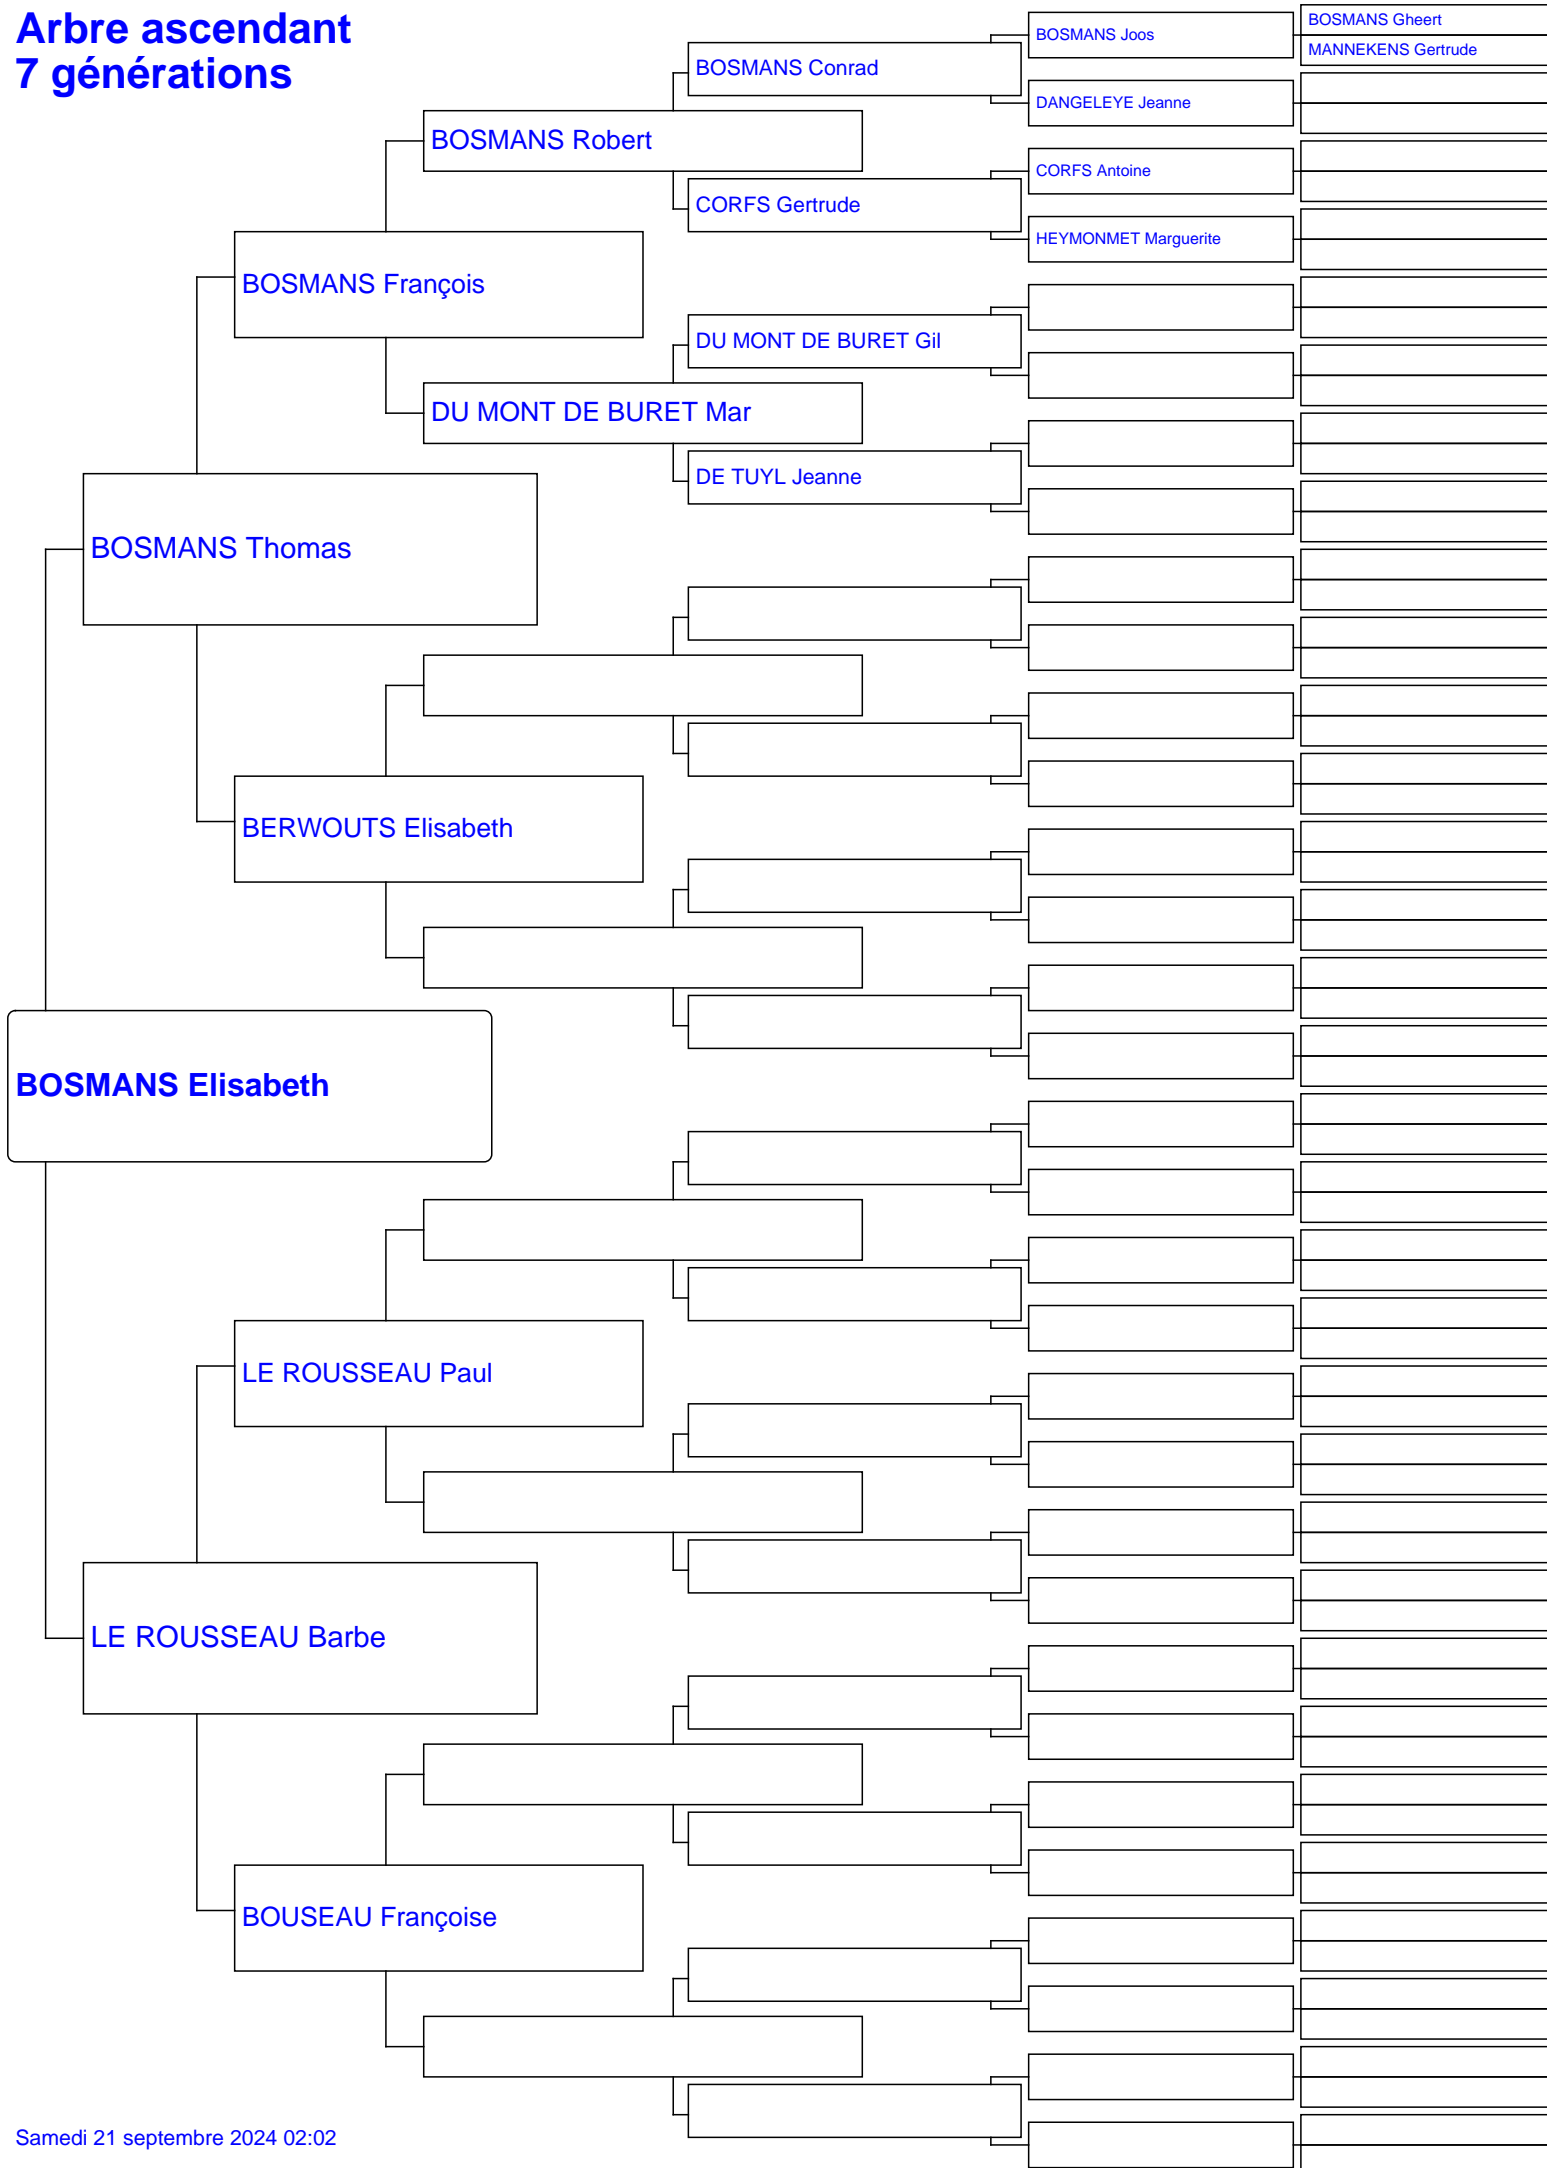 Arbre ascendant
7 générations
BOSMANS Gheert
BOSMANS Joos
MANNEKENS Gertrude
BOSMANS Conrad
DANGELEYE Jeanne
BOSMANS Robert
CORFS Antoine
CORFS Gertrude
HEYMONMET Marguerite
BOSMANS François
DU MONT DE BURET Gil
DU MONT DE BURET Mar
DE TUYL Jeanne
BOSMANS Thomas
BERWOUTS Elisabeth
BOSMANS Elisabeth
LE ROUSSEAU Paul
LE ROUSSEAU Barbe
BOUSEAU Françoise
Samedi 21 septembre 2024 02:02